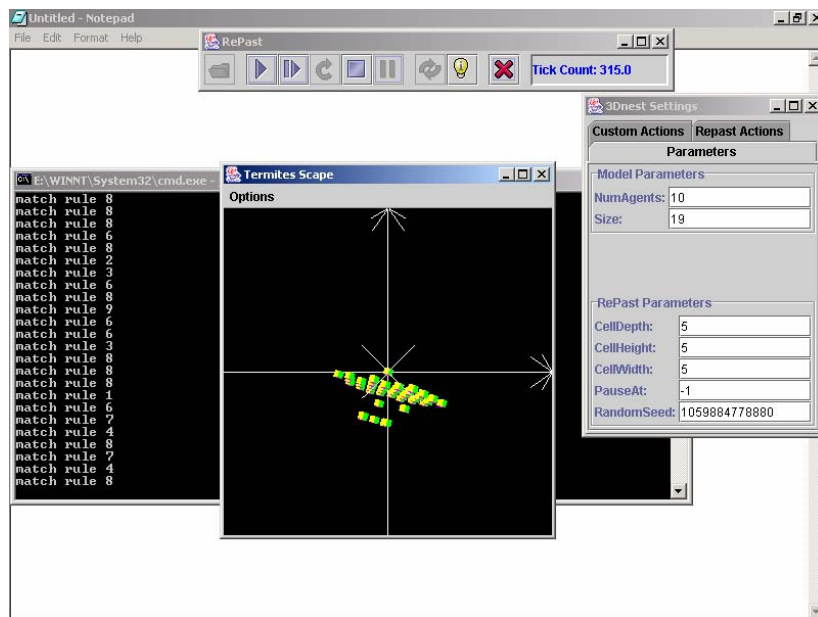 Untitled - Notepad
File Edit Format Help
RePast
Tick Count: 315.0
3Dnest Settings
Custom Actions Repast Actions
Parameters
Model Parameters
NumAgents: 10
Size: 19
RePast Parameters
CellDepth: 5
CellHeight: 5
CellWidth: 5
PauseAt: -1
RandomSeed: 1059884778880
E:\WINNT\System32\cmd.exe -
match rule 8
match rule 8
match rule 8
match rule 6
match rule 8
match rule 2
match rule 3
match rule 6
match rule 8
match rule 9
match rule 6
match rule 6
match rule 3
match rule 8
match rule 8
match rule 8
match rule 1
match rule 6
match rule 7
match rule 4
match rule 8
match rule 7
match rule 4
match rule 8
Termites Scape
Options